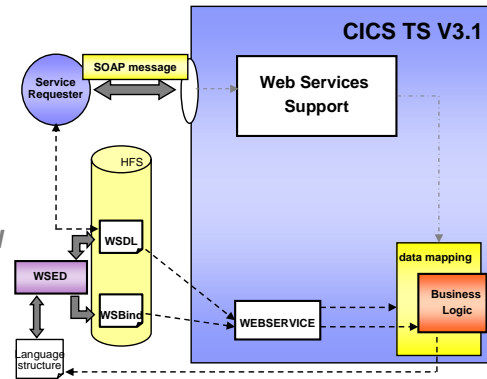 CICS TS V3.1
SOAP message
Service
Requester
Web Services
Support
HFS
WSDL
data mapping
WSED
Business
Logic
WSBind
WEBSERVICE
Language
structure